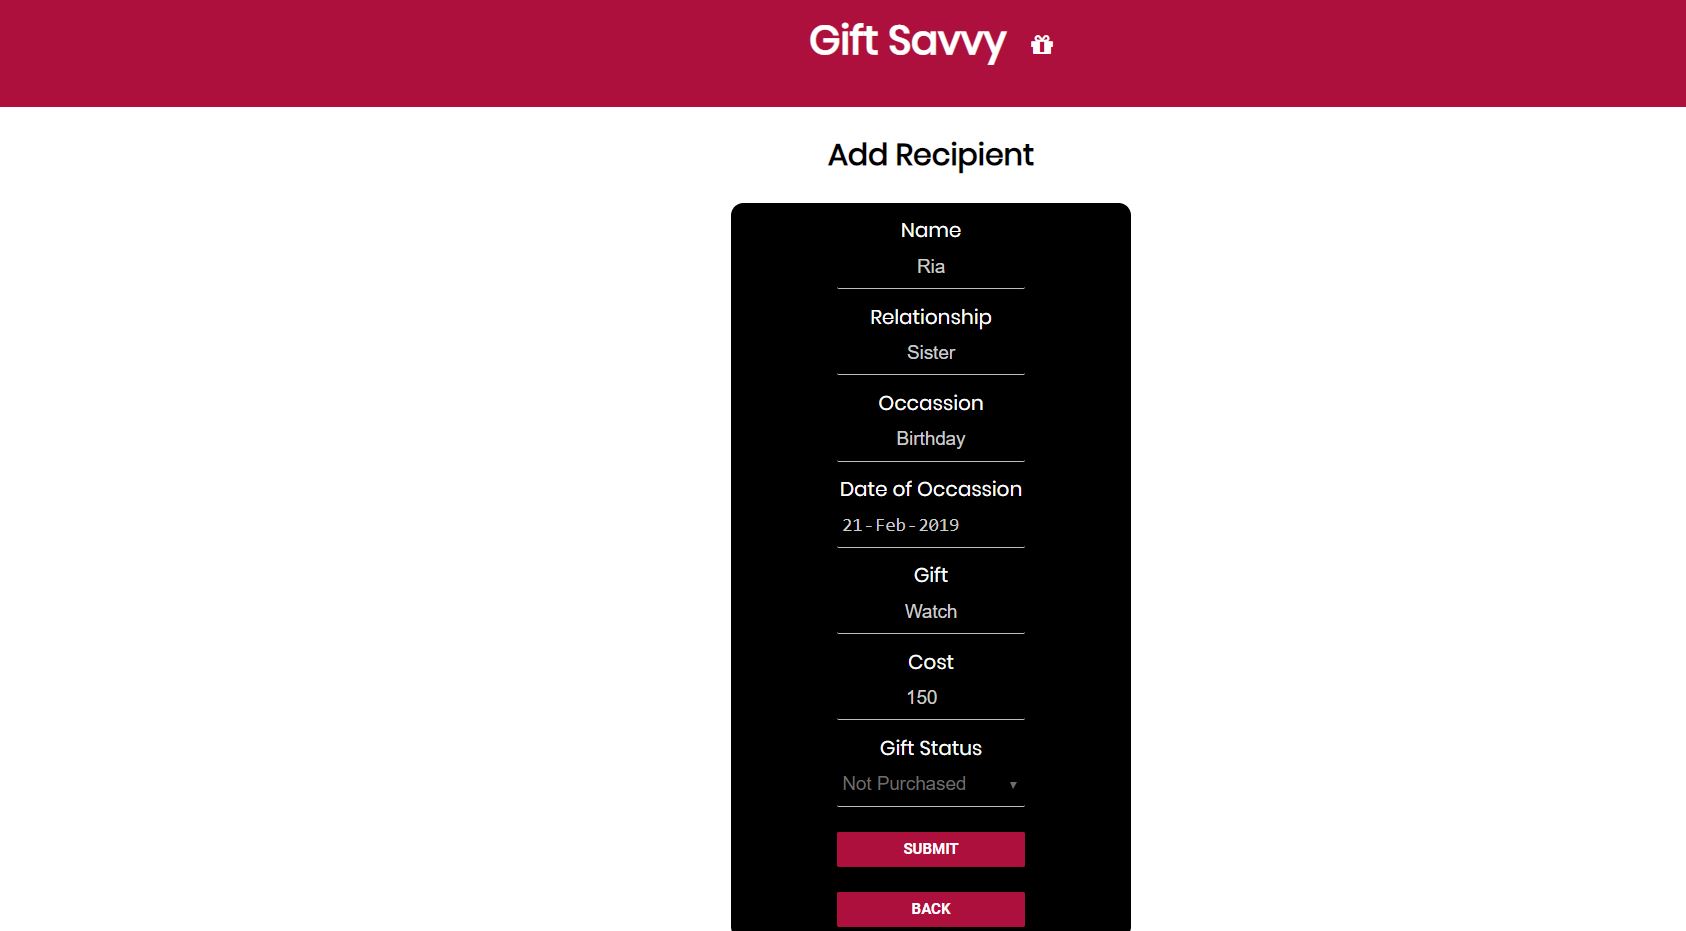 Gift Savvy
Add Recipient
Name
Ria
Relationship
Sister
Occassion
Birthday
Date of Occassion
21-Feb-2019
Gift
Watch
Cost
150
Gift Status
Not Purchased
SUBMIT
BACK